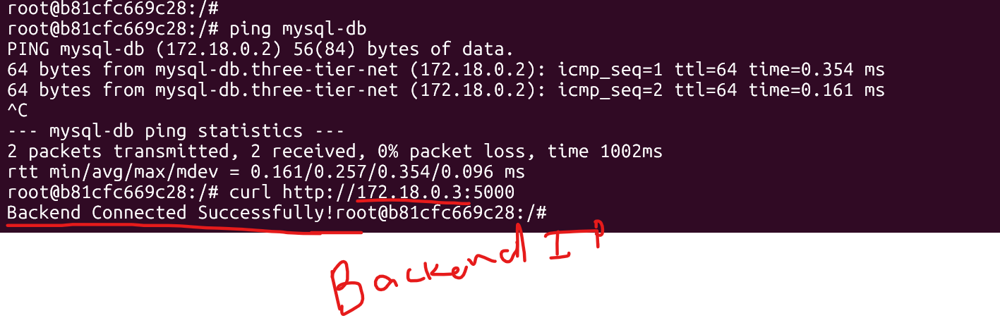 root@b81cfc669c28:/#
root@b81cfc669c28:/# ping mysql-db
PING mysql-db (172.18.0.2) 56(84) bytes of data.
64 bytes from mysql-db.three-tier-net (172.18.0.2): icmp_seq=1 ttl=64 time=0.354 ms
64 bytes from mysql-db.three-tier-net (172.18.0.2): icmp_seq=2 ttl=64 time=0.161 ms
^C
--- mysql-db ping statistics ---
2 packets transmitted, 2 received, 0% packet loss, time 1002ms
rtt min/avg/max/mdev = 0.161/0.257/0.354/0.096 ms
root@b81cfc669c28:/# curl http://172.18.0.3:5000
Backend Connected Successfully!root@b81cfc669c28:/#
Backend IP